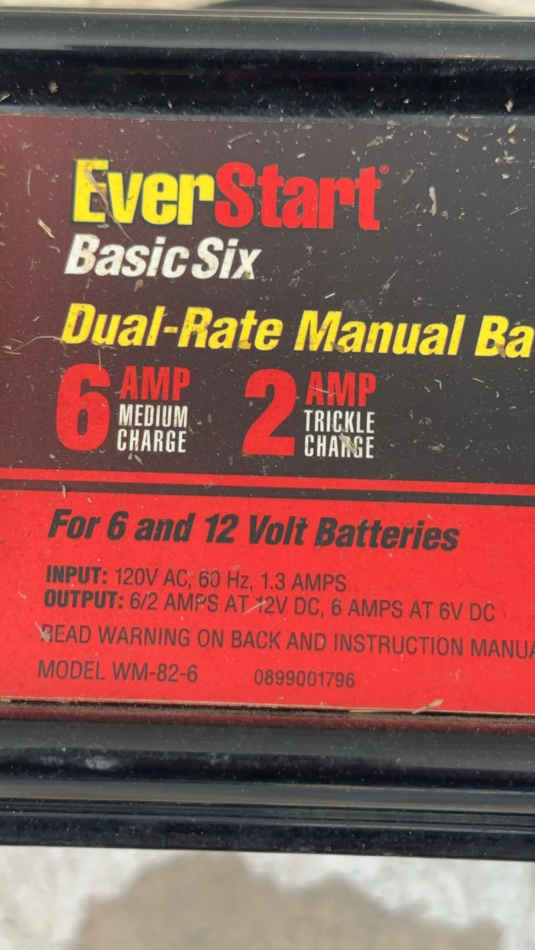 EverStart®
Basic Six
Dual-Rate Manual Ba
6 AMP MEDIUM CHARGE
2 AMP TRICKLE CHARGE
For 6 and 12 Volt Batteries
INPUT: 120V AC, 60 Hz, 1.3 AMPS
OUTPUT: 6/2 AMPS AT 12V DC, 6 AMPS AT 6V DC
READ WARNING ON BACK AND INSTRUCTION MANUA
MODEL WM-82-6 0899001796